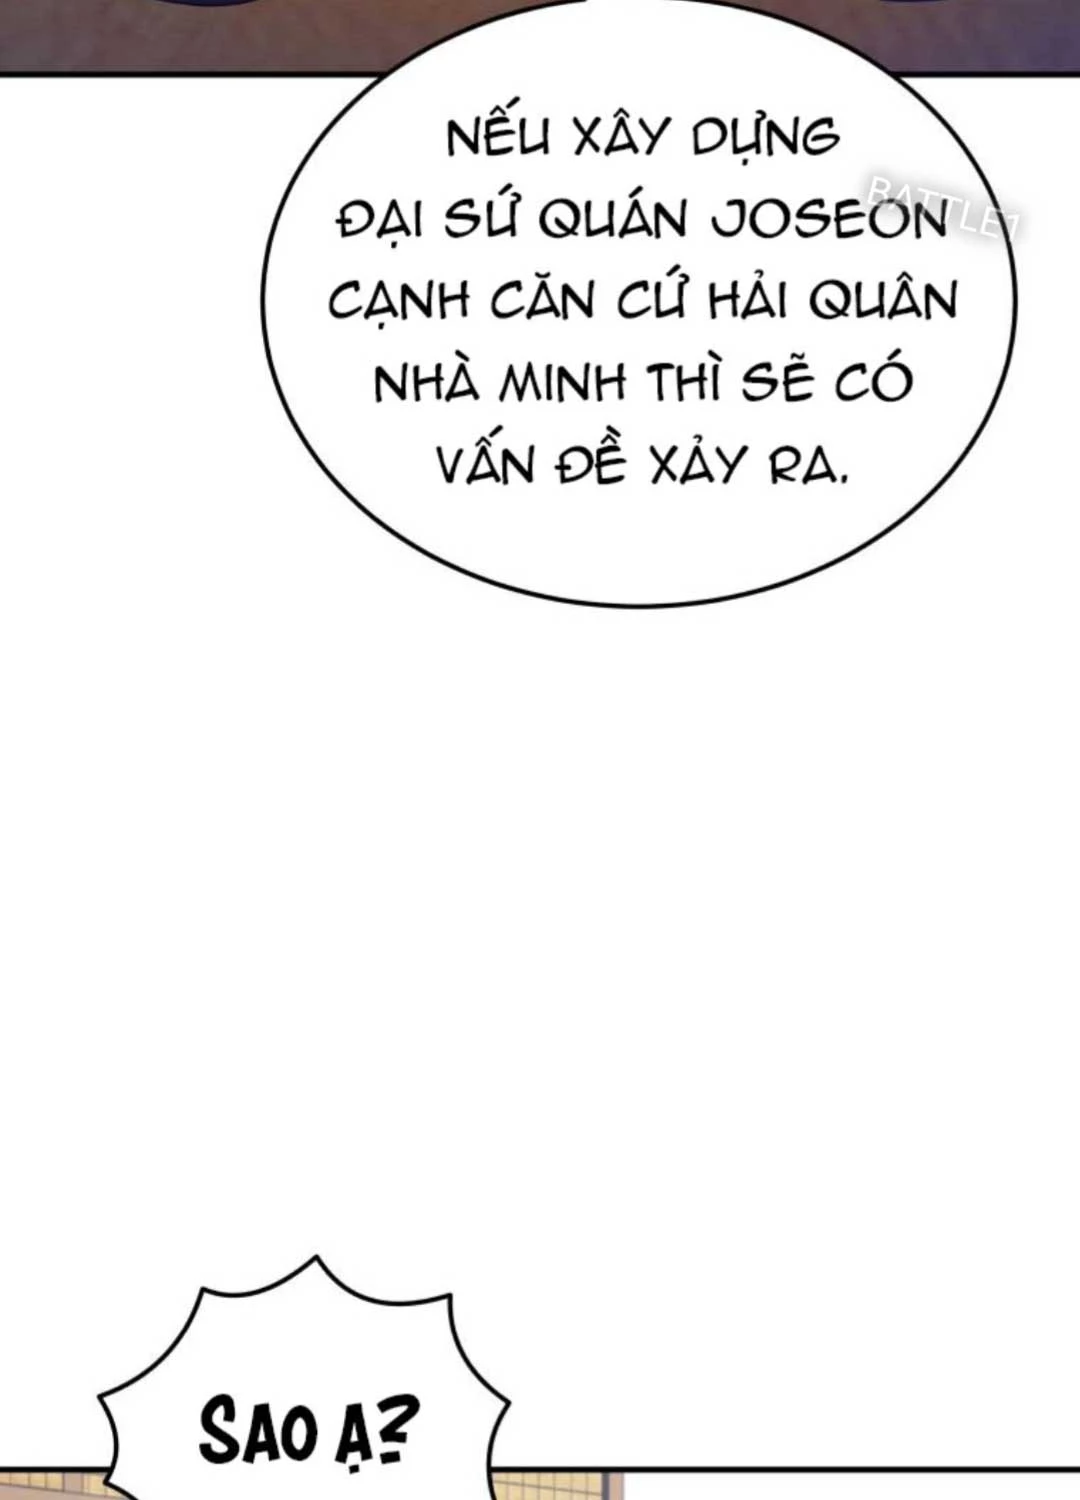 NẾU XÂY DỰNG
ĐẠI SỨ QUÁN JOSEON
CẠNH CĂN CỨ HẢI QUÂN
NHÀ MINH THÌ SẼ CÓ
VẤN ĐỀ XẢY RA.
BATTLE1
SAO Ạ?